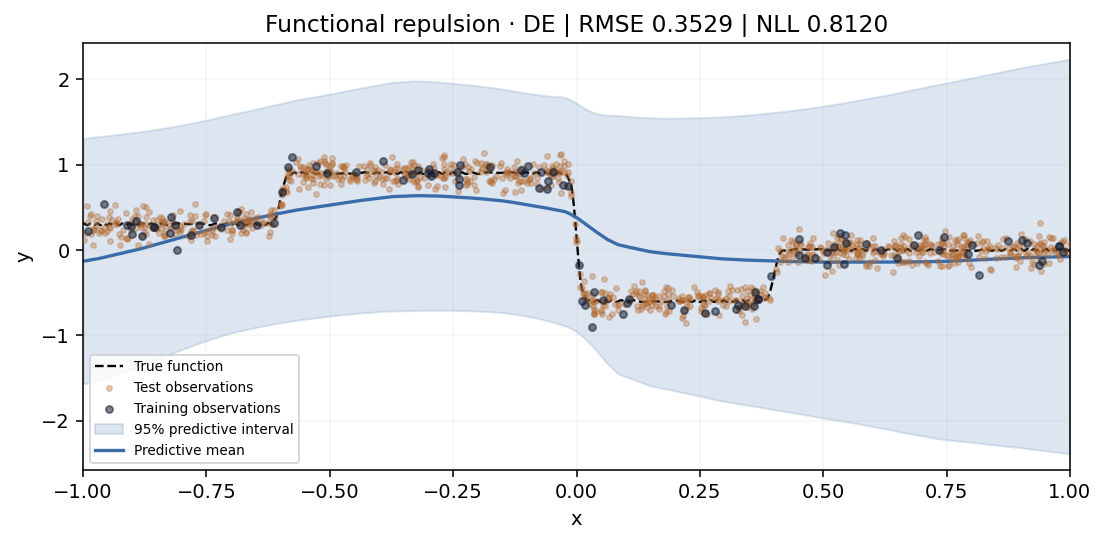 Functional repulsion · DE | RMSE 0.3529 | NLL 0.8120
y
2
1
0
−1
−2
True function
Test observations
Training observations
95% predictive interval
Predictive mean
−1.00 −0.75 −0.50 −0.25 0.00 0.25 0.50 0.75 1.00
x